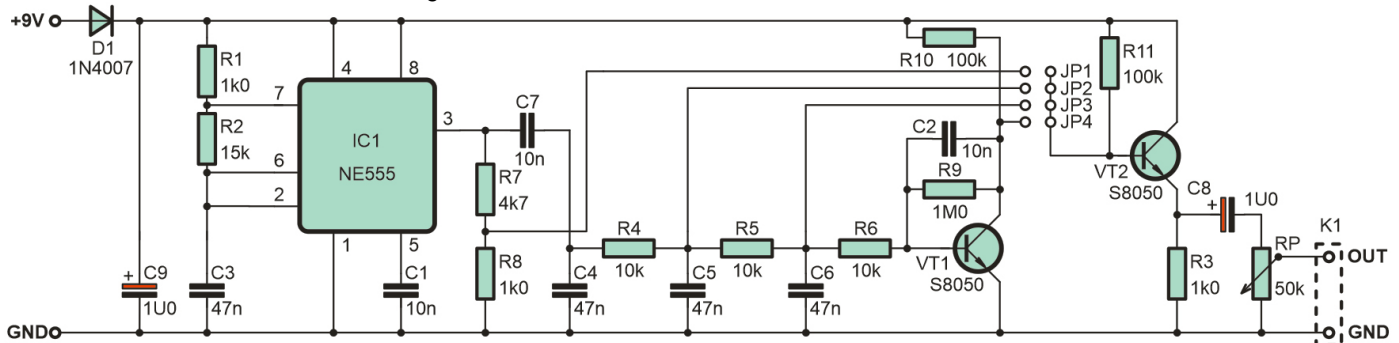 +9V
D1
1N4007
R1
1k0
R2
15k
C9
+
1U0
C3
47n
GND
4
8
7
6
2
3
1
5
IC1
NE555
C1
10n
C7
10n
R7
4k7
R8
1k0
C4
47n
R4
10k
C5
47n
R5
10k
C6
47n
R6
10k
C2
10n
R9
1M0
VT1
S8050
R10
100k
JP1
JP2
JP3
JP4
R11
100k
VT2
S8050
C8
+
1U0
R3
1k0
RP
50k
K1
OUT
GND